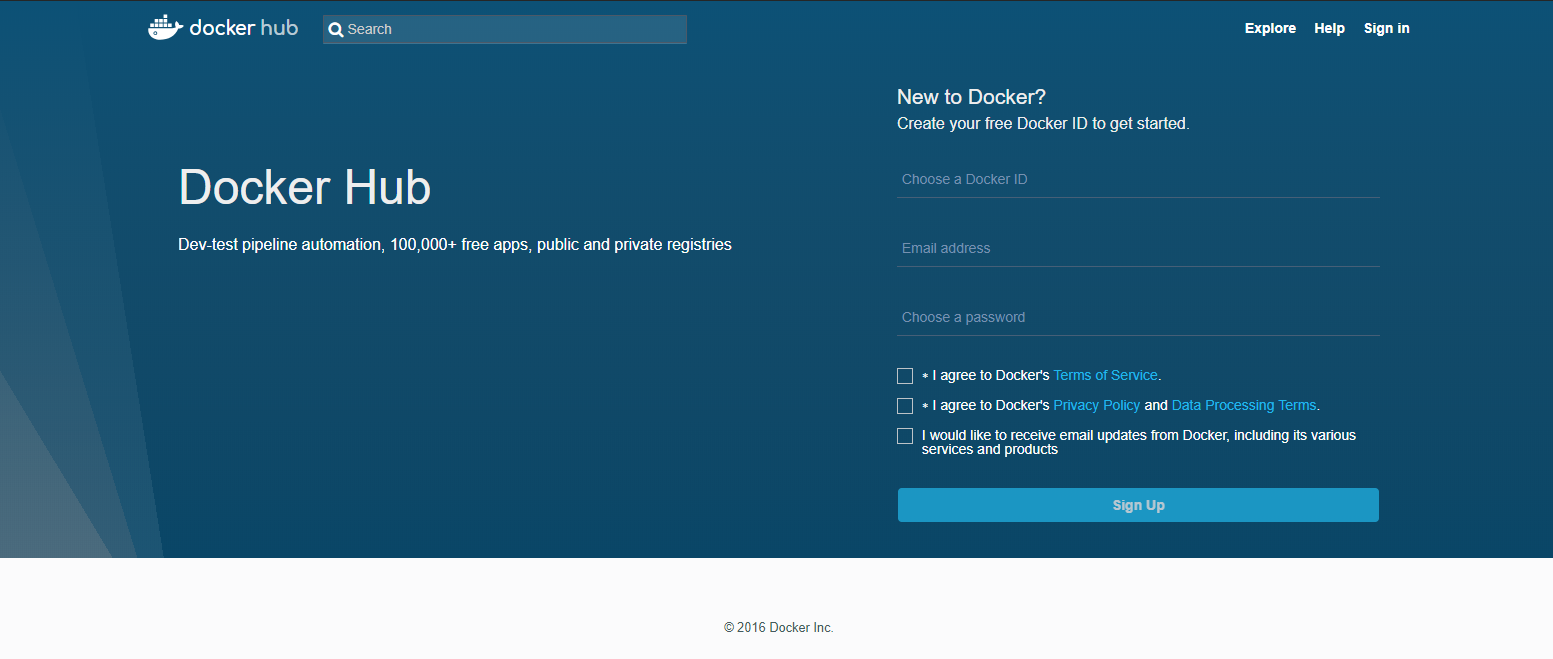 docker hub
Search
Explore Help Sign in
New to Docker?
Create your free Docker ID to get started.
Docker Hub
Dev-test pipeline automation, 100,000+ free apps, public and private registries
Choose a Docker ID
Email address
Choose a password
* I agree to Docker's Terms of Service.
* I agree to Docker's Privacy Policy and Data Processing Terms.
I would like to receive email updates from Docker, including its various
services and products
Sign Up
© 2016 Docker Inc.